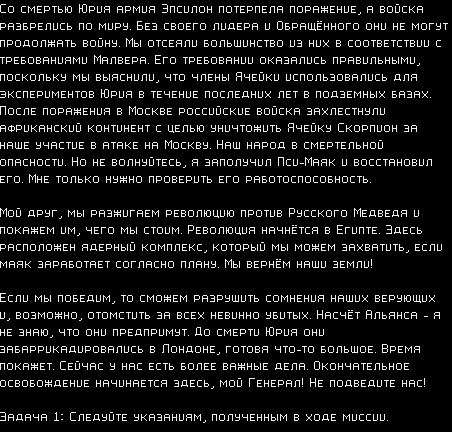 Со смертью Юрия армия Эпсилон потерпела поражение, а войска
разбрелись по миру. Без своего лидера и Обращённого они не могут
продолжать войну. Мы отсеяли большинство из них в соответствии с
требованиями Малвера. Его требовании оказались правильными,
поскольку мы выяснили, что члены Ячейки использовались для
экспериментов Юрия в течение последних лет в подземных базах.
После поражения в Москве российские войска захлестнули
африканский континент с целью уничтожить Ячейку Скорпион за
наше участие в атаке на Москву. Наш народ в смертельной
опасности. Но не волнуйтесь, я заполучил Пси-Маяк и восстановил
его. Мне только нужно проверить его работоспособность.

Мой друг, мы разжигаем революцию против Русского Медведя и
покажем им, чего мы стоим. Революция начнётся в Египте. Здесь
расположен ядерный комплекс, который мы можем захватить, если
маяк заработает согласно плану. Мы вернём наши земли!

Если мы победим, то сможем разрушить сомнения наших верующих
и, возможно, отомстить за всех невинно убитых. Насчёт Альянса - я
не знаю, что они предпримут. До смерти Юрия они
забаррикадировались в Лондоне, готовя что-то большое. Время
покажет. Сейчас у нас есть более важные дела. Окончательное
освобождение начинается здесь, мой Генерал! Не подведите нас!

Задача 1: Следуйте указаниям, полученным в ходе миссии.